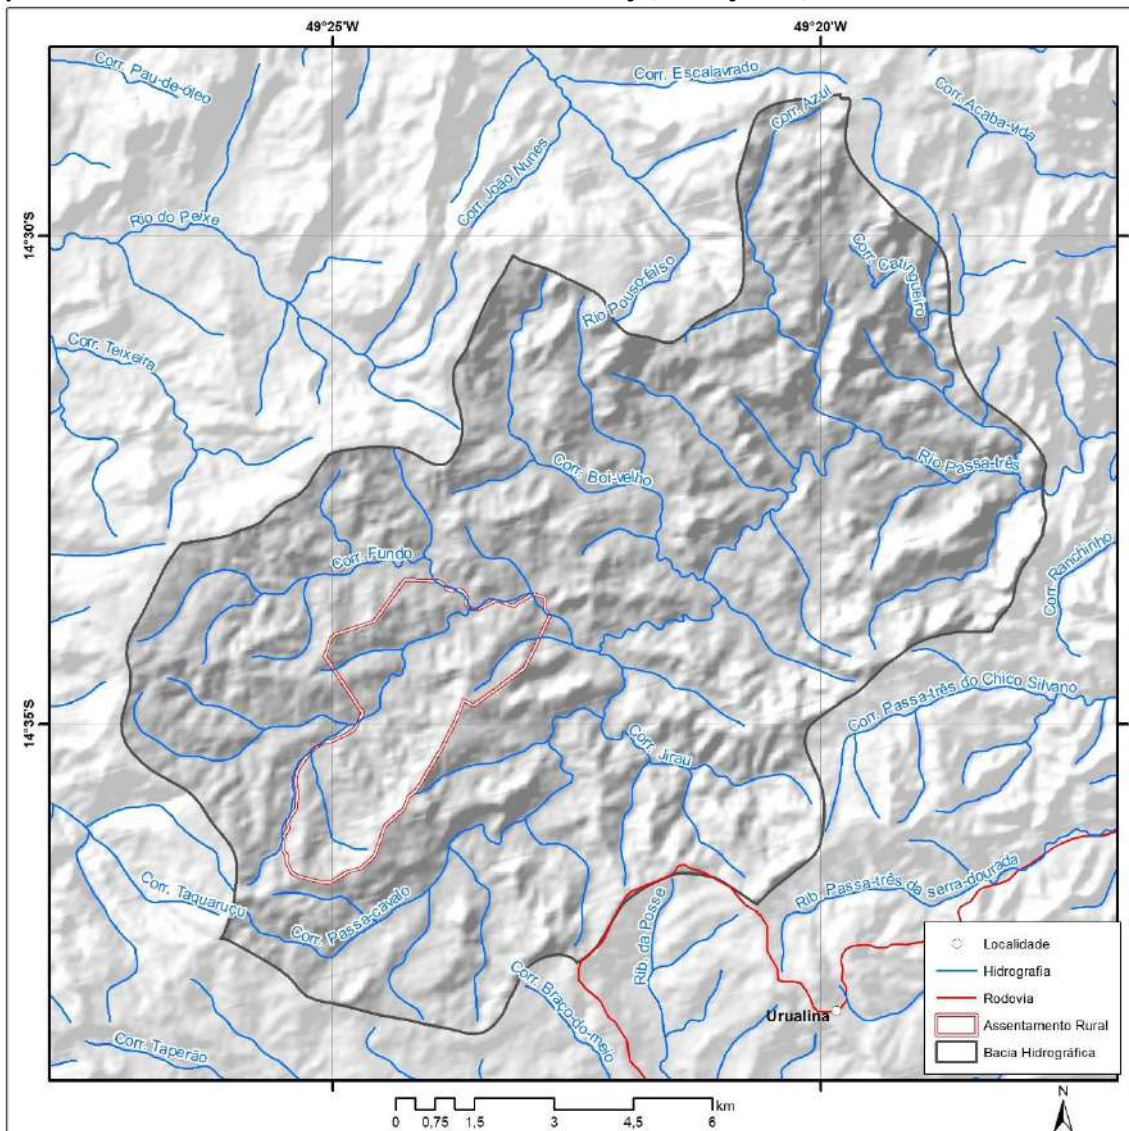 49°25'W
49°20'W
Corr. Pau-de-óleo
Corr. Escalavrado
Corr. Azul
Corr. Acaba-vida
Corr. João Nunes
Rio do Peixe
14°30'S
Corr. Catingueiro
Rio Pouso-falso
Corr. Teixeira
Corr. Boi-velho
Rio Passa-três
Corr. Fundo
Corr. Ranchinho
Corr. Passa-três do Chico Silvano
14°35'S
Corr. Jirau
Rib. Passa-três da serra-dourada
Corr. Taquaruçu
Corr. Passa-cavalo
Rib. da Posse
Corr. Braço-do-meio
Urualina
Corr. Taperão
Localidade
Hidrografia
Rodovia
Assentamento Rural
Bacia Hidrográfica
km
0 0,75 1,5 3 4,5 6
N